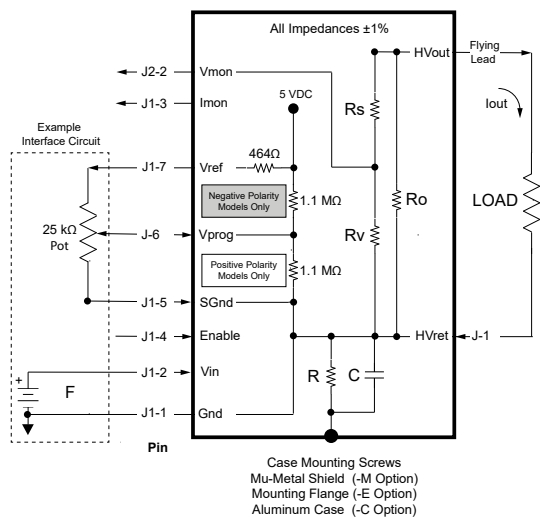 All Impedances ±1%
J2-2
Vmon
HVout
Flying
Lead
J1-3
Imon
5 VDC
Rs
Iout
Example
Interface Circuit
J1-7
Vref
464Ω
Negative Polarity
Models Only
1.1 MΩ
Ro
LOAD
25 kΩ
Pot
J-6
Vprog
Rv
Positive Polarity
Models Only
1.1 MΩ
J1-5
SGnd
J1-4
Enable
HVret
J-1
J1-2
Vin
R
C
+
F
J1-1
Gnd
Pin
Case Mounting Screws
Mu-Metal Shield (-M Option)
Mounting Flange (-E Option)
Aluminum Case (-C Option)